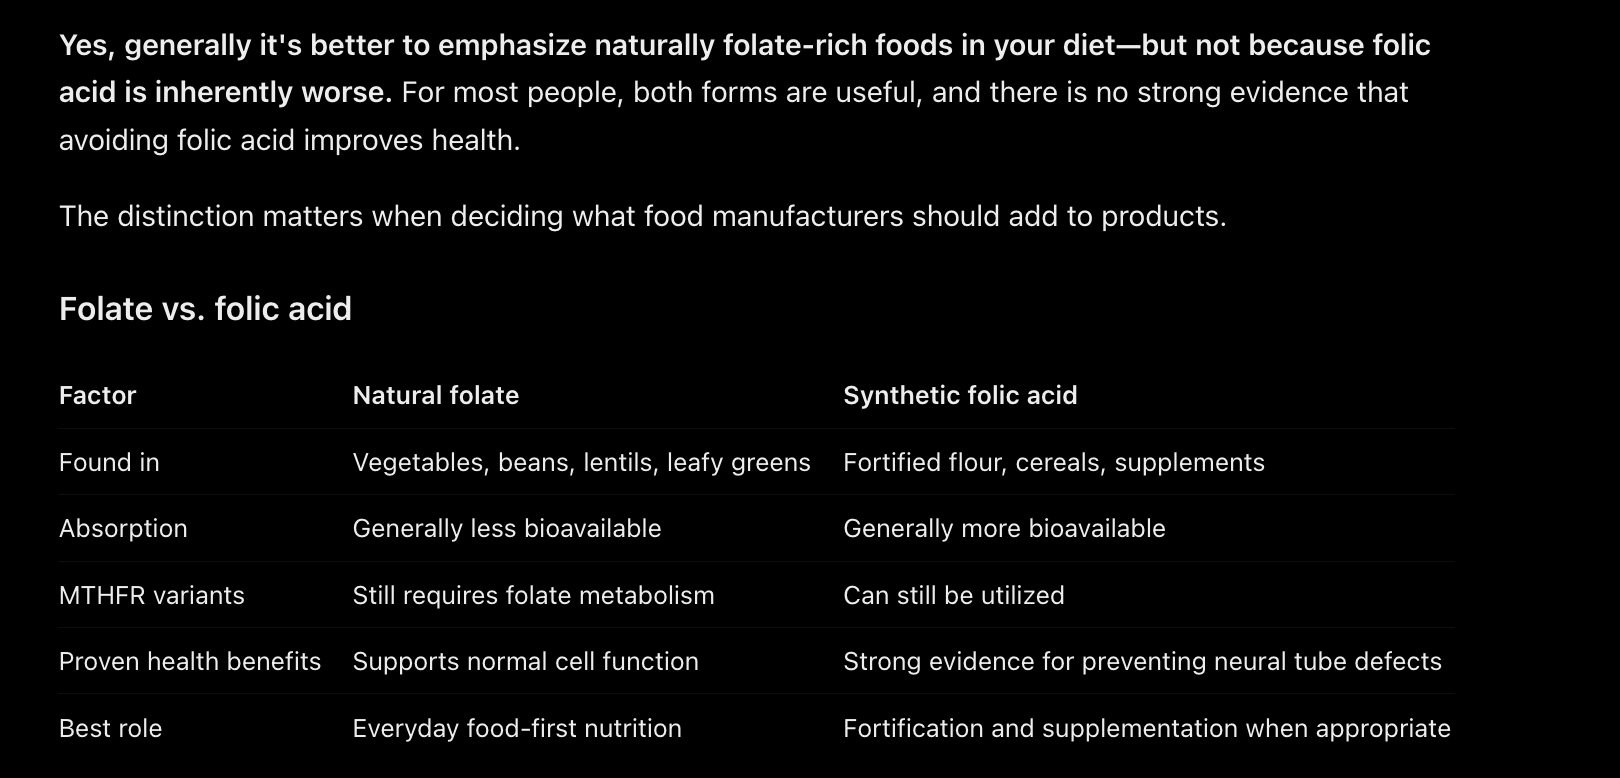 Yes, generally it's better to emphasize naturally folate-rich foods in your diet—but not because folic
acid is inherently worse. For most people, both forms are useful, and there is no strong evidence that
avoiding folic acid improves health.
The distinction matters when deciding what food manufacturers should add to products.
Folate vs. folic acid
Factor Natural folate Synthetic folic acid
Found in Vegetables, beans, lentils, leafy greens Fortified flour, cereals, supplements
Absorption Generally less bioavailable Generally more bioavailable
MTHFR variants Still requires folate metabolism Can still be utilized
Proven health benefits Supports normal cell function Strong evidence for preventing neural tube defects
Best role Everyday food-first nutrition Fortification and supplementation when appropriate